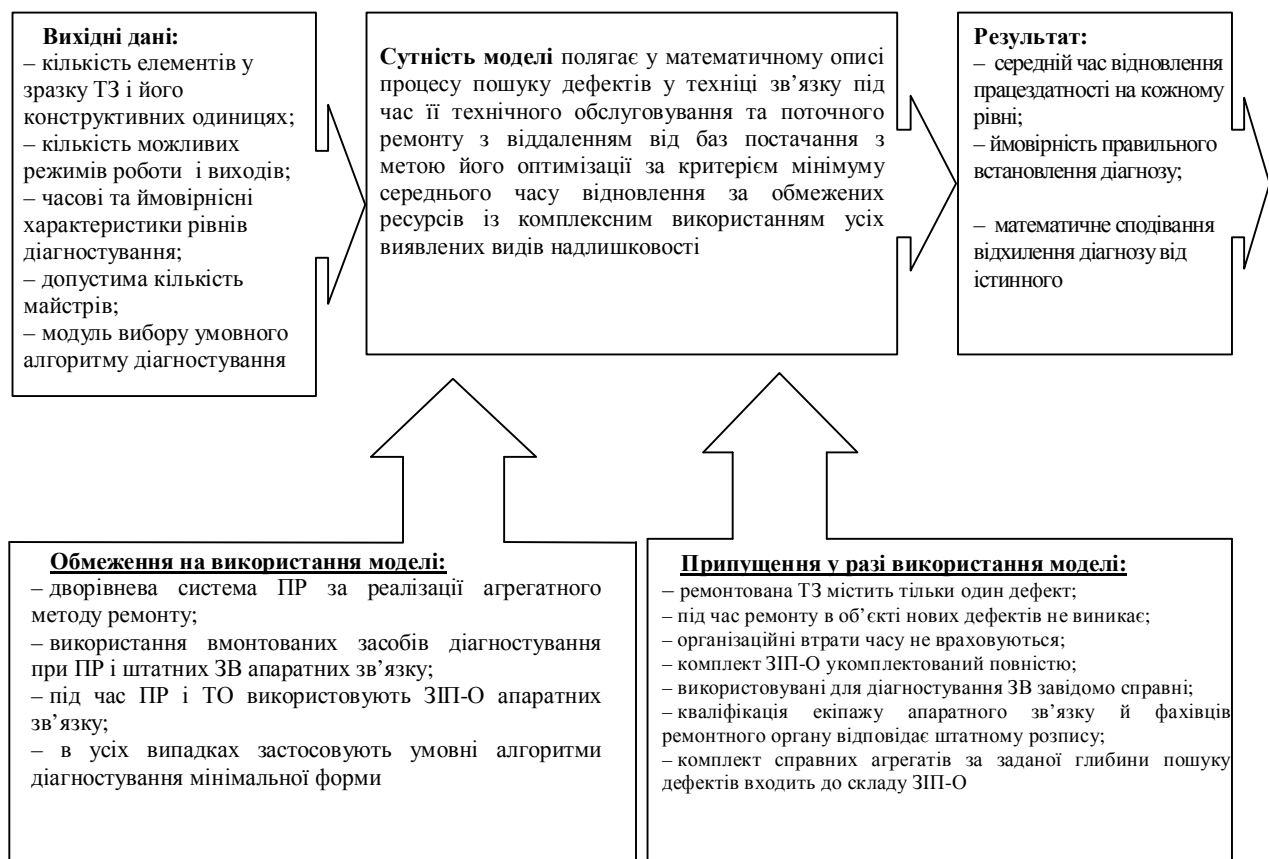 Вихідні дані:
– кількість елементів у
зразку ТЗ і його
конструктивних одиницях;
– кількість можливих
режимів роботи і виходів;
– часові та ймовірнісні
характеристики рівнів
діагностування;
– допустима кількість
майстрів;
– модуль вибору умовного
алгоритму діагностування
Сутність моделі полягає у математичному описі
процесу пошуку дефектів у техніці зв’язку під
час її технічного обслуговування та поточного
ремонту з віддаленням від баз постачання з
метою його оптимізації за критерієм мінімуму
середнього часу відновлення за обмежених
ресурсів із комплексним використанням усіх
виявлених видів надлишковості
Результат:
– середній час відновлення
працездатності на кожному
рівні;
– ймовірність правильного
встановлення діагнозу;
– математичне сподівання
відхилення діагнозу від
істинного
Обмеження на використання моделі:
– дворівнева система ПР за реалізації агрегатного
методу ремонту;
– використання вмонтованих засобів діагностування
при ПР і штатних ЗВ апаратних зв’язку;
– під час ПР і ТО використовують ЗІП-О апаратних
зв’язку;
– в усіх випадках застосовують умовні алгоритми
діагностування мінімальної форми
Припущення у разі використання моделі:
– ремонтована ТЗ містить тільки один дефект;
– під час ремонту в об’єкті нових дефектів не виникає;
– організаційні втрати часу не враховуються;
– комплект ЗІП-О укомплектований повністю;
– використовувані для діагностування ЗВ завідомо справні;
– кваліфікація екіпажу апаратного зв’язку й фахівців
ремонтного органу відповідає штатному розпису;
– комплект справних агрегатів за заданої глибини пошуку
дефектів входить до складу ЗІП-О